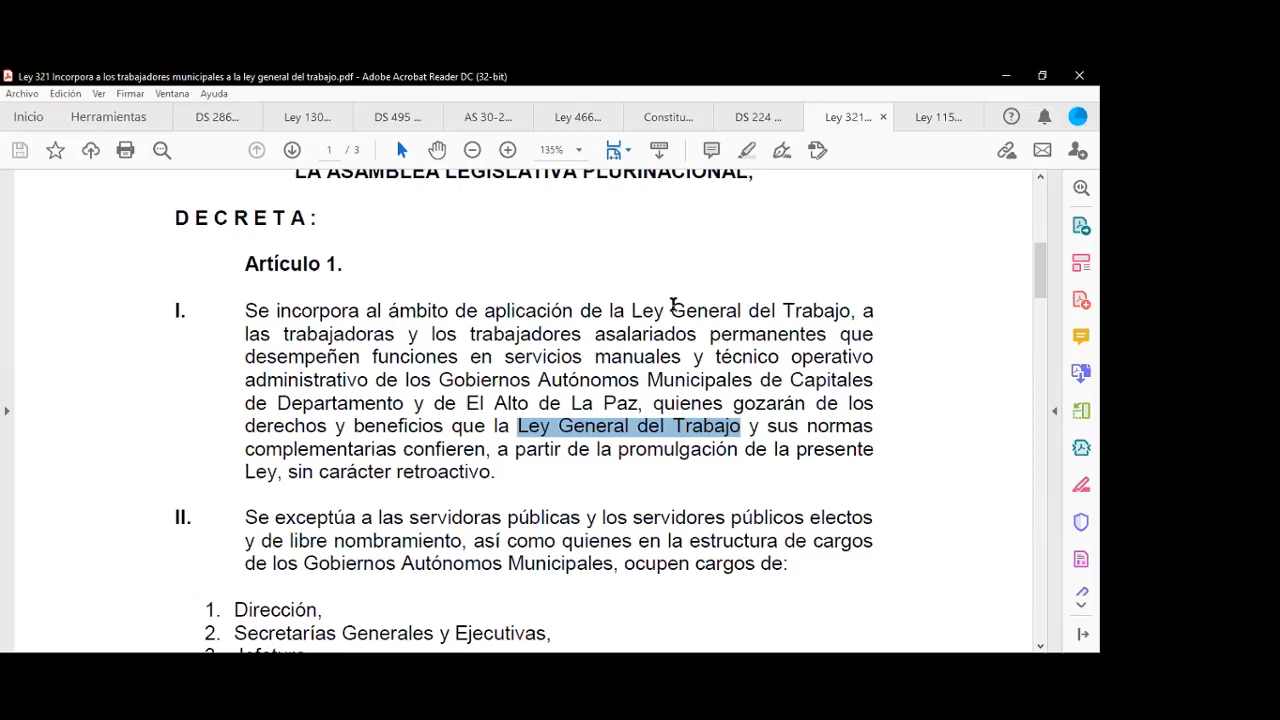 Ley 321 Incorpora a los trabajadores municipales a la ley general del trabajo.pdf - Adobe Acrobat Reader DC (32-bit)
Archivo Edición Ver Firmar Ventana Ayuda
Inicio Herramientas DS 286... Ley 130... DS 495 ... AS 30-2... Ley 466... Constitu... DS 224 ... Ley 321... Ley 115...
1 / 3 135%
LA ASAMBLEA LEGISLATIVA PLURINACIONAL,
D E C R E T A :
Artículo 1.
I. Se incorpora al ámbito de aplicación de la Ley General del Trabajo, a
las trabajadoras y los trabajadores asalariados permanentes que
desempeñen funciones en servicios manuales y técnico operativo
administrativo de los Gobiernos Autónomos Municipales de Capitales
de Departamento y de El Alto de La Paz, quienes gozarán de los
derechos y beneficios que la Ley General del Trabajo y sus normas
complementarias confieren, a partir de la promulgación de la presente
Ley, sin carácter retroactivo.
II. Se exceptúa a las servidoras públicas y los servidores públicos electos
y de libre nombramiento, así como quienes en la estructura de cargos
de los Gobiernos Autónomos Municipales, ocupen cargos de:
1. Dirección,
2. Secretarías Generales y Ejecutivas,